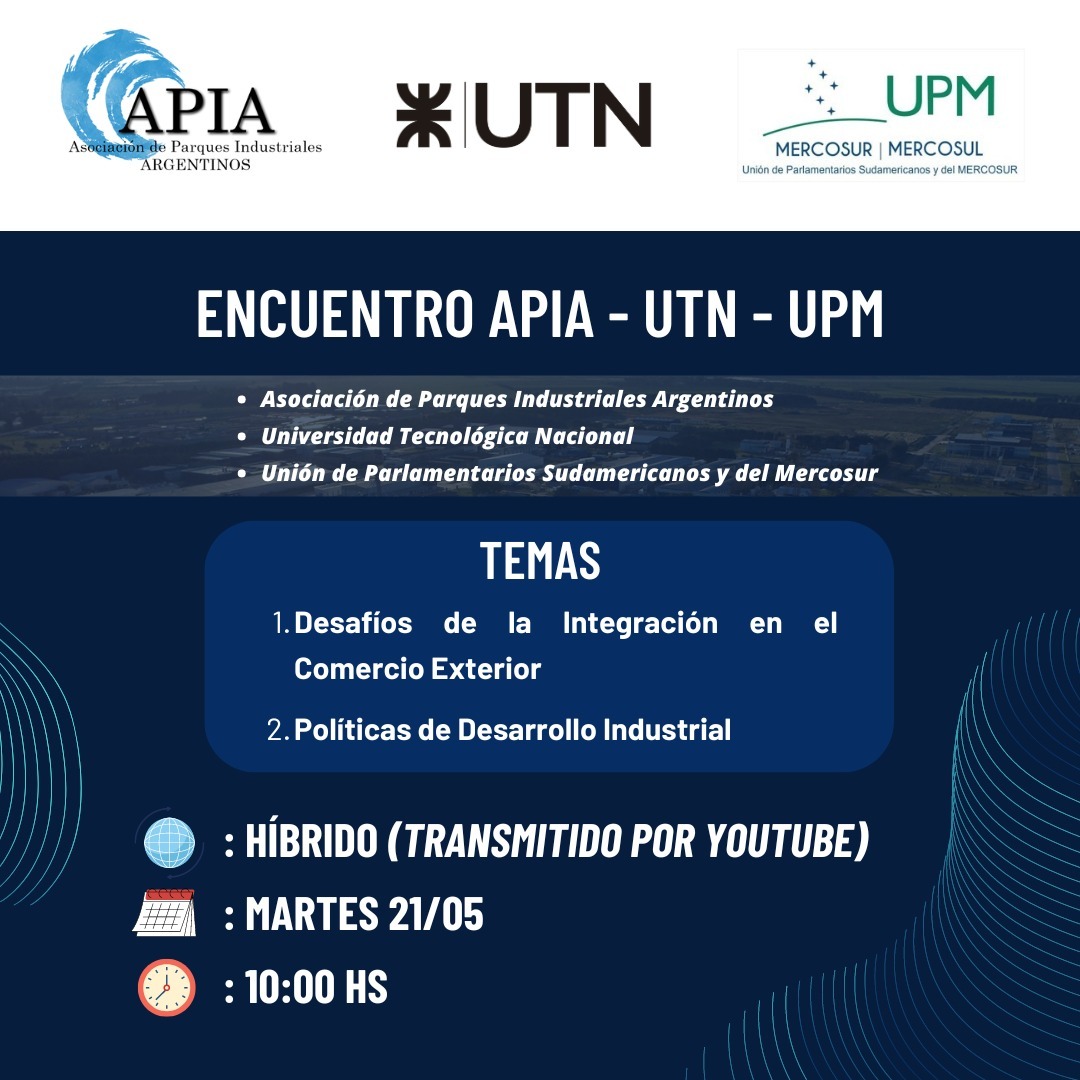 APIA
Asociación de Parques Industriales
ARGENTINOS
UTN
UPM
MERCOSUR | MERCOSUL
Unión de Parlamentarios Sudamericanos y del MERCOSUR
ENCUENTRO APIA - UTN - UPM
• Asociación de Parques Industriales Argentinos
• Universidad Tecnológica Nacional
• Unión de Parlamentarios Sudamericanos y del Mercosur
TEMAS
1. Desafíos de la Integración en el
Comercio Exterior
2. Políticas de Desarrollo Industrial
: HÍBRIDO (TRANSMITIDO POR YOUTUBE)
: MARTES 21/05
: 10:00 HS